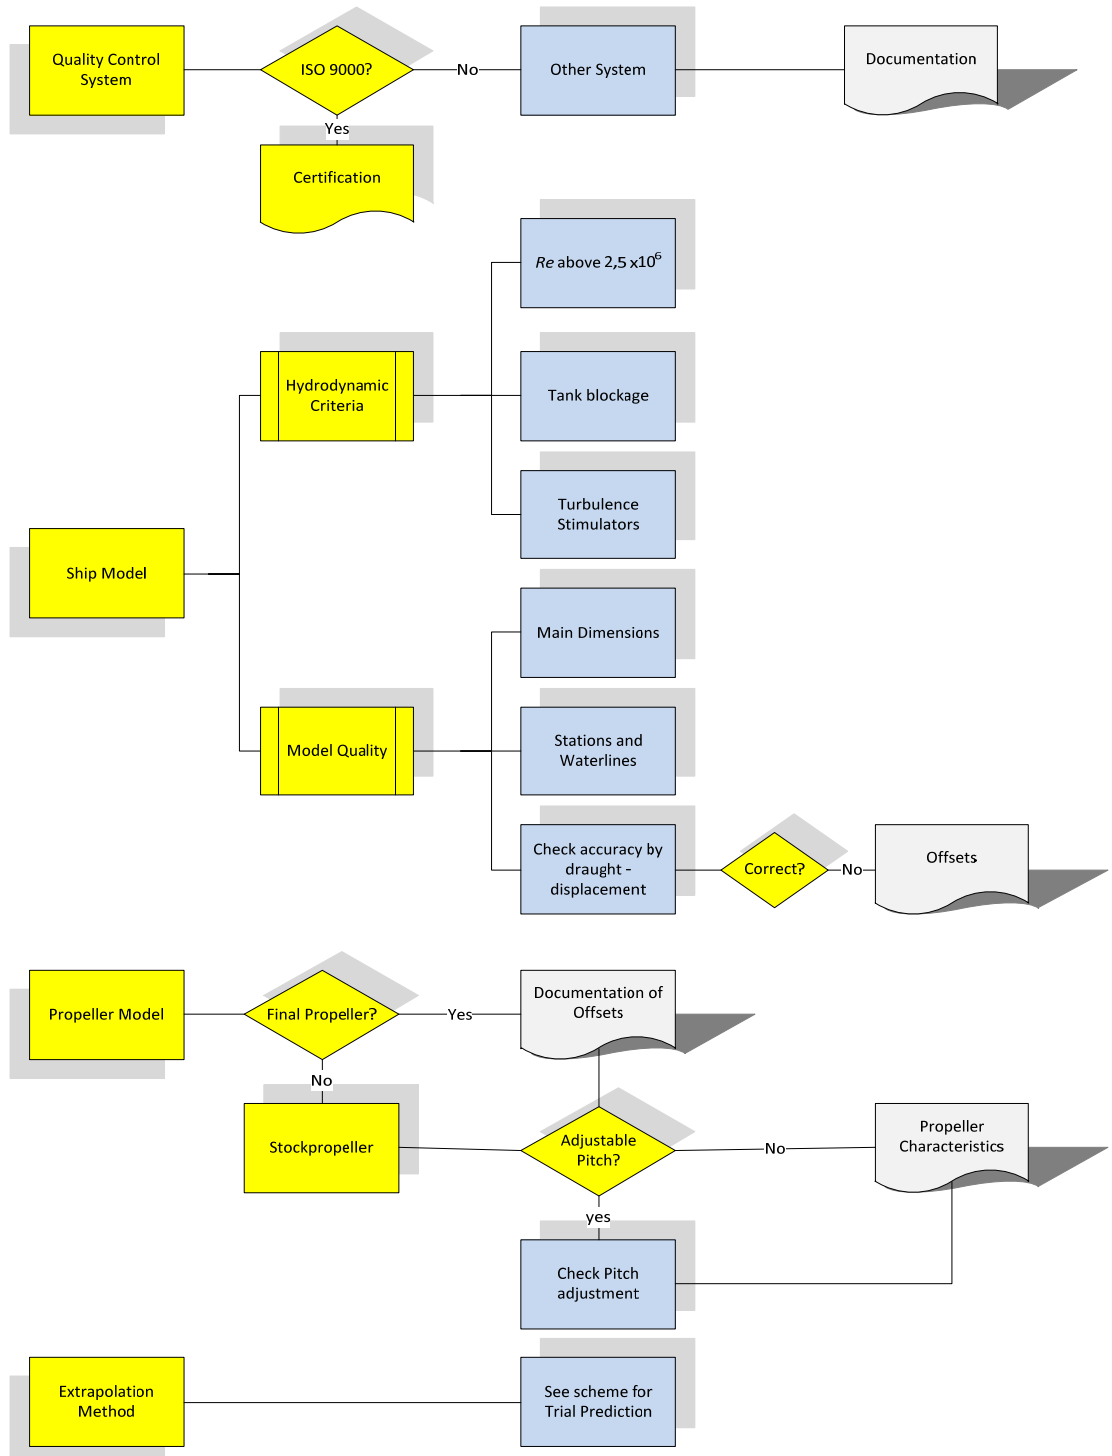 Quality Control
System
ISO 9000?
No
Other System
Documentation
Yes
Certification
Re above 2,5 x10⁶
Hydrodynamic
Criteria
Tank blockage
Turbulence
Stimulators
Ship Model
Main Dimensions
Model Quality
Stations and
Waterlines
Check accuracy by
draught -
displacement
Correct?
No
Offsets
Propeller Model
Final Propeller?
Yes
Documentation of
Offsets
No
Stockpropeller
Adjustable
Pitch?
No
Propeller
Characteristics
yes
Check Pitch
adjustment
Extrapolation
Method
See scheme for
Trial Prediction